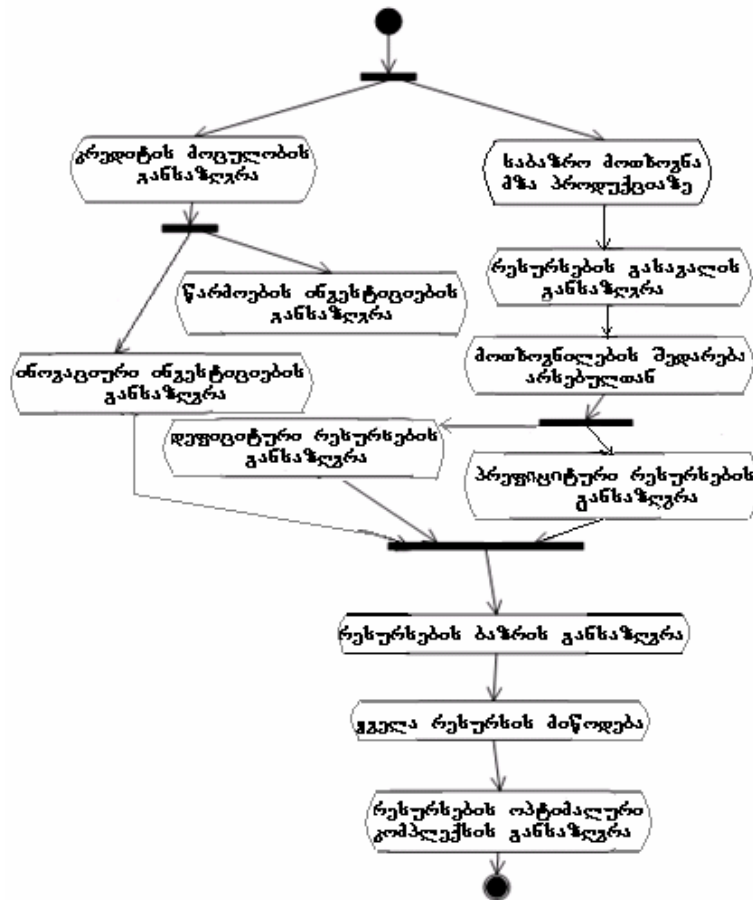 კრედიტის მოცულობის
განსაზღვრა
საბაზრო მოთხოვნა
მზა პროდუქციაზე
წარმოების ინვესტიციების
განსაზღვრა
რესურსების გასავალის
განსაზღვრა
ინოვაციური ინვესტიციების
განსაზღვრა
მოთხოვნილების შედარება
არსებულთან
დეფიციტური რესურსების
განსაზღვრა
პრეფიციტური რესურსების
განსაზღვრა
რესურსების ბაზრის განსაზღვრა
ყველა რესურსის მიწოდება
რესურსების ოპტიმალური
კომპლექსის განსაზღვრა